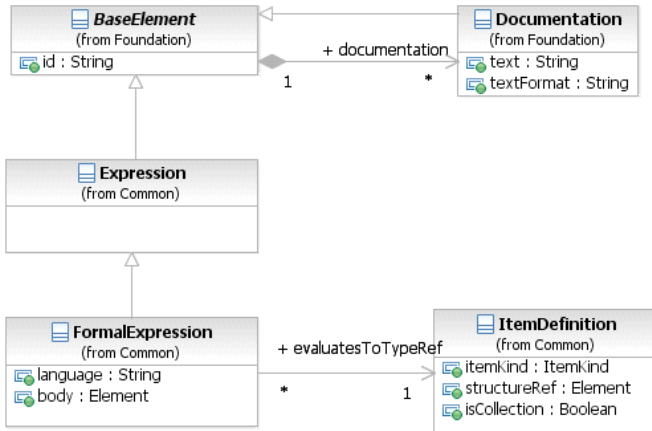 BaseElement
(from Foundation)
id : String
Documentation
(from Foundation)
text : String
textFormat : String
+ documentation
1
*
Expression
(from Common)
FormalExpression
(from Common)
language : String
body : Element
+ evaluatesToTypeRef
*
1
ItemDefinition
(from Common)
itemKind : ItemKind
structureRef : Element
isCollection : Boolean